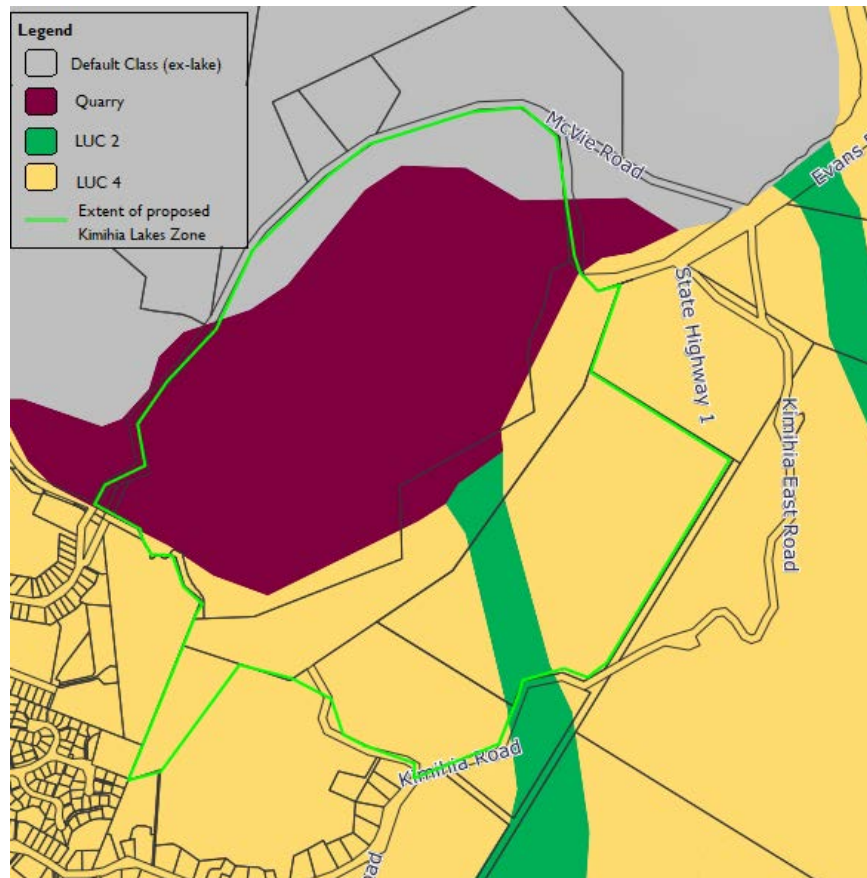 Legend
Default Class (ex-lake)
Quarry
LUC 2
LUC 4
Extent of proposed
Kimihia Lakes Zone
McVie Road
Evans
State Highway 1
Kimihia East Road
Kimihia Road